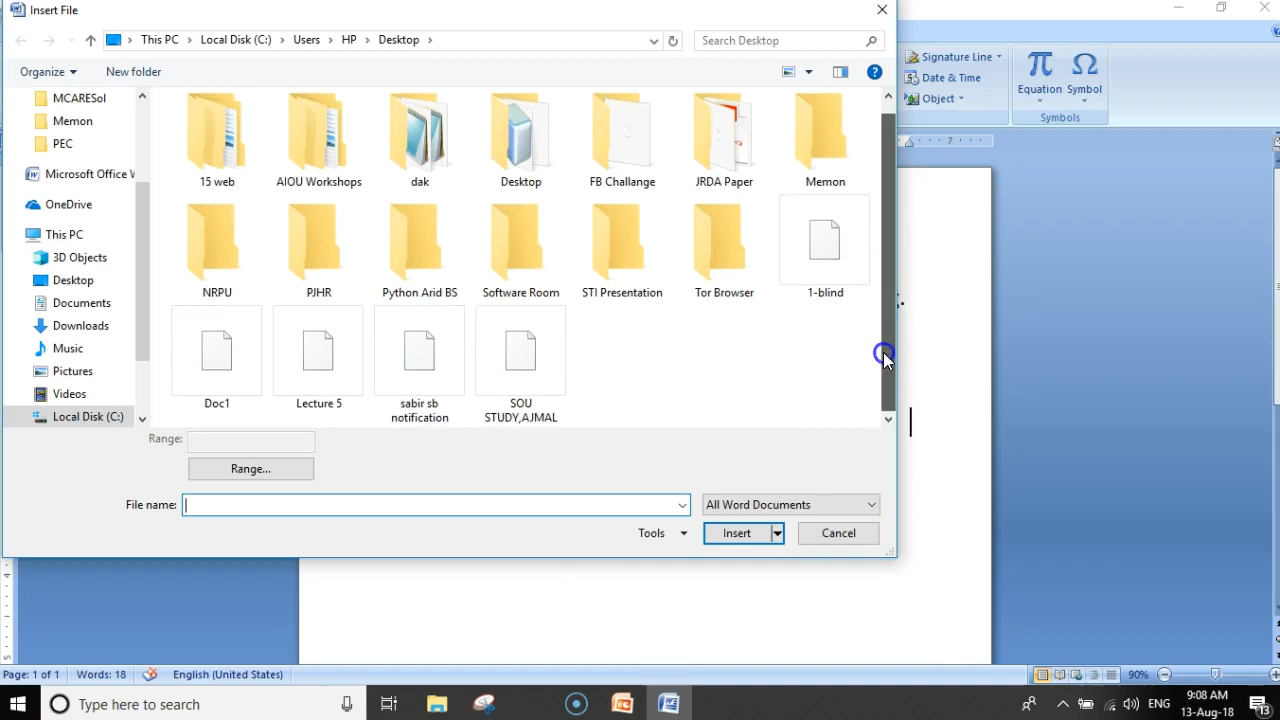 Insert File
This PC Local Disk (C:) Users HP Desktop
Search Desktop
Organize New folder
Signature Line
Date & Time
Object
Equation Symbol
Symbols
MCARESol
Memon
PEC
Microsoft Office W
OneDrive
This PC
3D Objects
Desktop
Documents
Downloads
Music
Pictures
Videos
Local Disk (C:)
15 web AIOU Workshops dak Desktop FB Challange JRDA Paper Memon
NRPU PJHR Python Arid BS Software Room STI Presentation Tor Browser 1-blind
Doc1 Lecture 5 sabir sb notification SOU STUDY,AJMAL
7
Range:
Range...
File name: All Word Documents
Tools Insert Cancel
Page: 1 of 1 Words: 18 English (United States) 90%
Type here to search
ENG
9:08 AM
13-Aug-18
13